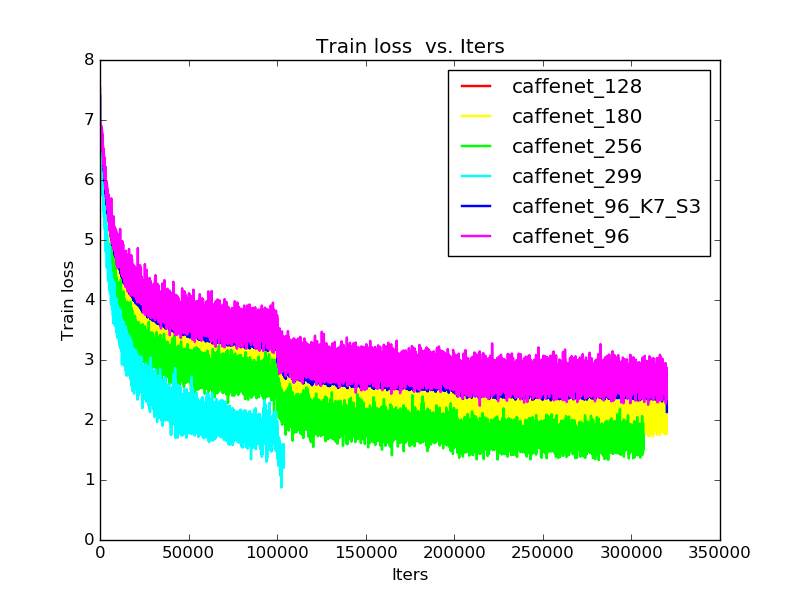 Train loss  vs. Iters
8
7
6
5
4
3
2
1
0
Train loss
caffenet_128
caffenet_180
caffenet_256
caffenet_299
caffenet_96_K7_S3
caffenet_96
0 50000 100000 150000 200000 250000 300000 350000
Iters